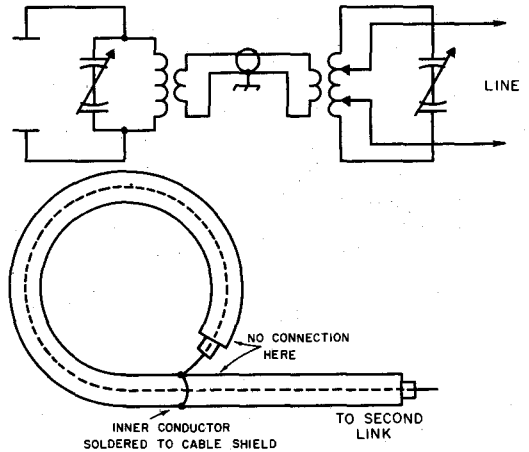 LINE
NO CONNECTION
HERE
INNER CONDUCTOR
SOLDERED TO CABLE SHIELD
TO SECOND
LINK